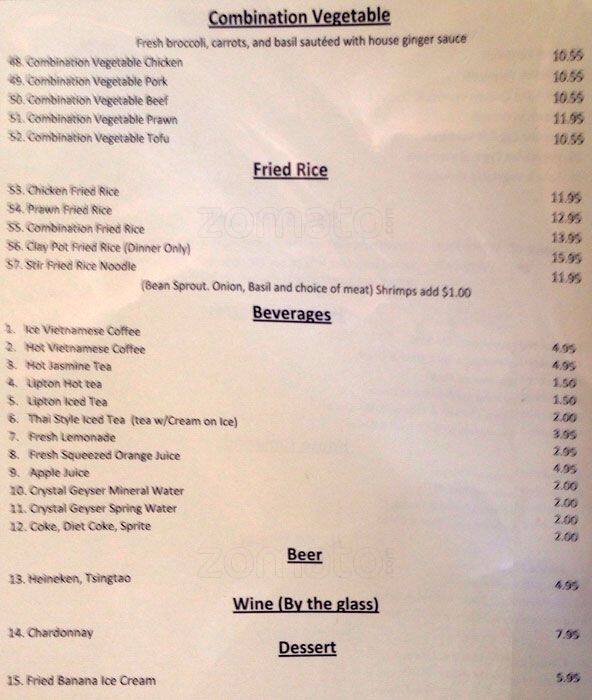 Combination Vegetable
Fresh broccoli, carrots, and basil sautéed with house ginger sauce
48. Combination Vegetable Chicken 10.55
49. Combination Vegetable Pork 10.55
50. Combination Vegetable Beef 10.55
51. Combination Vegetable Prawn 11.95
52. Combination Vegetable Tofu 10.55
Fried Rice
53. Chicken Fried Rice 11.95
54. Prawn Fried Rice 12.95
55. Combination Fried Rice 13.95
56. Clay Pot Fried Rice (Dinner Only) 15.95
57. Stir Fried Rice Noodle 11.95
(Bean Sprout. Onion, Basil and choice of meat) Shrimps add $1.00
Beverages
1. Ice Vietnamese Coffee 4.95
2. Hot Vietnamese Coffee 4.95
3. Hot Jasmine Tea 1.50
4. Lipton Hot tea 1.50
5. Lipton Iced Tea 2.00
6. Thai Style Iced Tea (tea w/Cream on Ice) 3.95
7. Fresh Lemonade 2.95
8. Fresh Squeezed Orange Juice 4.95
9. Apple Juice 2.00
10. Crystal Geyser Mineral Water 2.00
11. Crystal Geyser Spring Water 2.00
12. Coke, Diet Coke, Sprite 2.00
Beer
13. Heineken, Tsingtao 4.95
Wine (By the glass)
14. Chardonnay 7.95
Dessert
15. Fried Banana Ice Cream 5.95
zomato.com
zomato.com